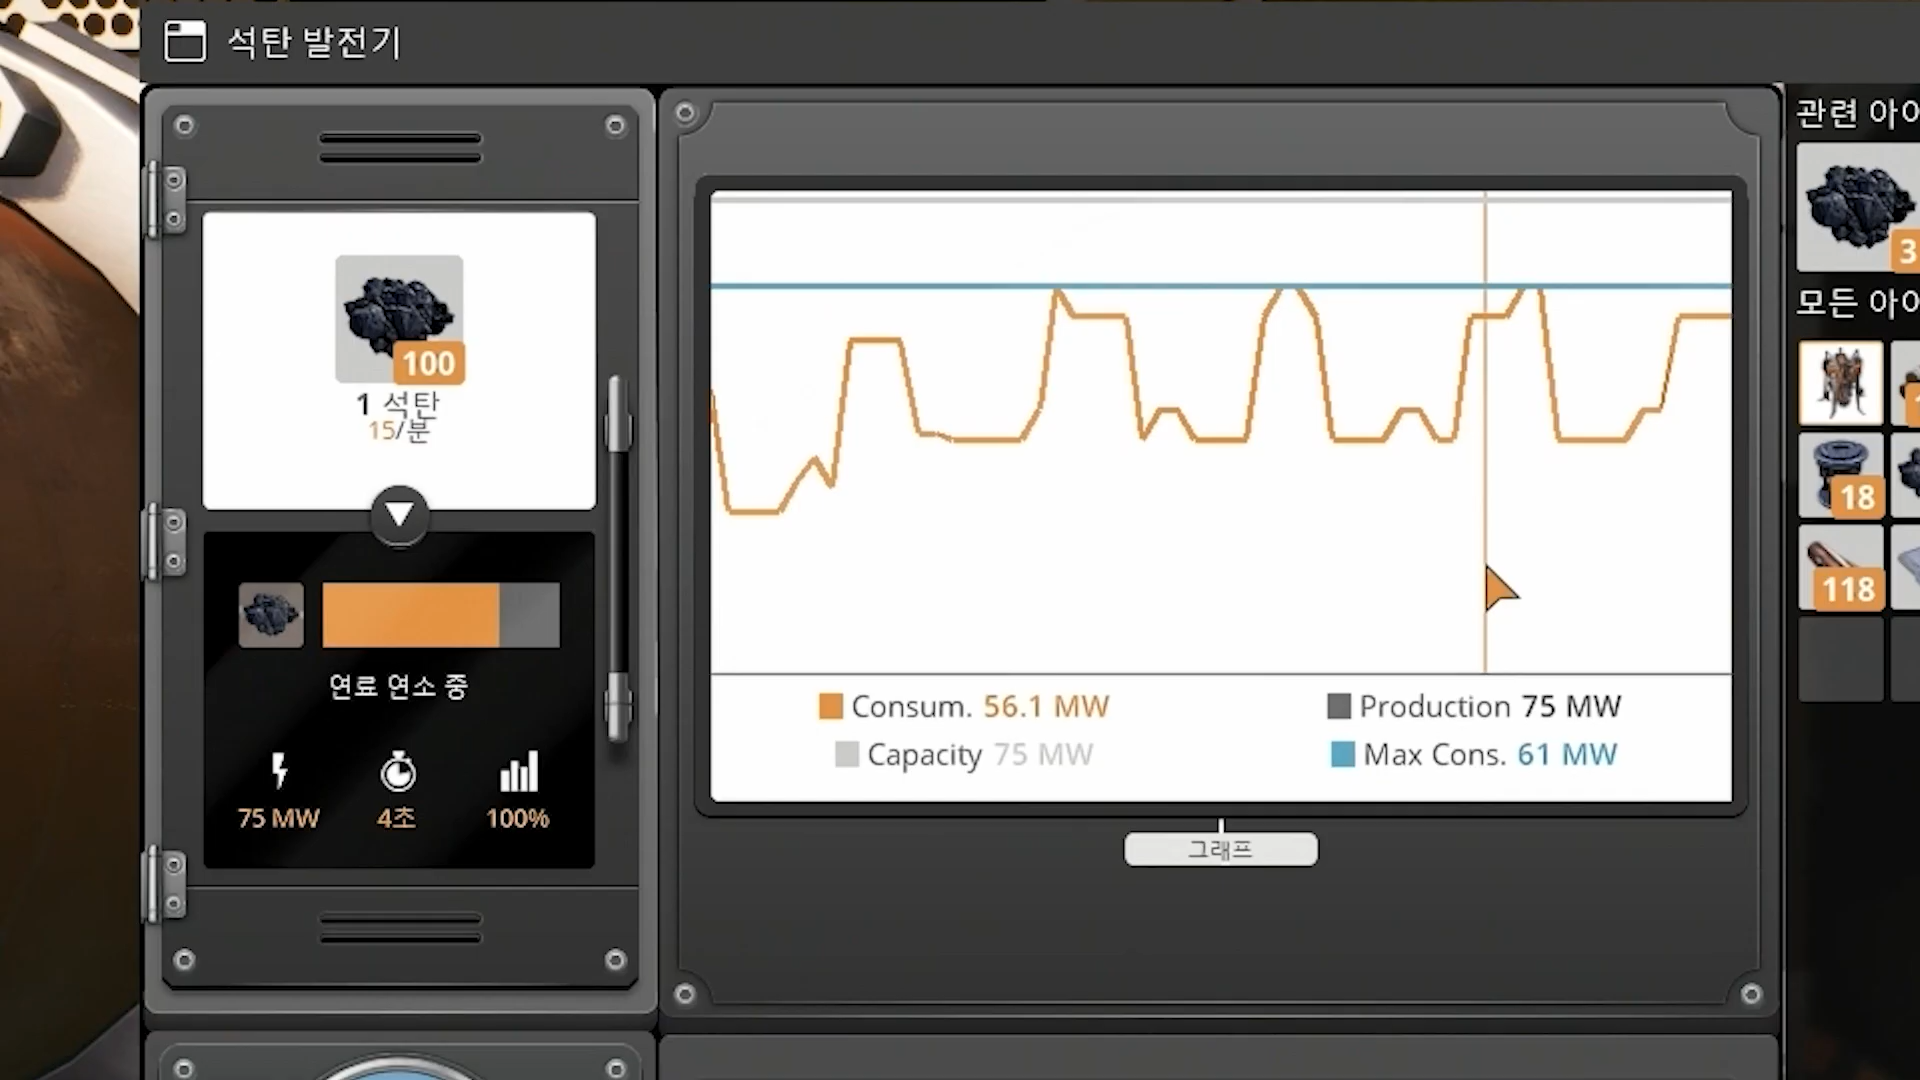 석탄 발전기
100
1 석탄
15/분
연료 연소 중
75 MW
4초
100%
Consum. 56.1 MW
Production 75 MW
Capacity 75 MW
Max Cons. 61 MW
그래프
관련 아이
3
모든 아이
18
118